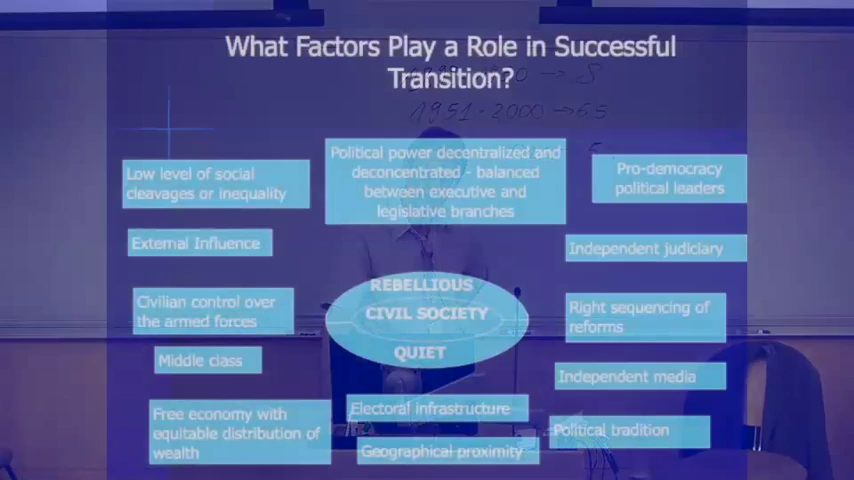 What Factors Play a Role in Successful
Transition?
1951-2000 → 65
Political power decentralized and
deconcentrated - balanced
between executive and
legislative branches
Low level of social
cleavages or inequality
Pro-democracy
political leaders
External Influence
Independent judiciary
REBELLIOUS
CIVIL SOCIETY
QUIET
Civilian control over
the armed forces
Right sequencing of
reforms
Middle class
Independent media
Free economy with
equitable distribution of
wealth
Electoral infrastructure
Geographical proximity
Political tradition